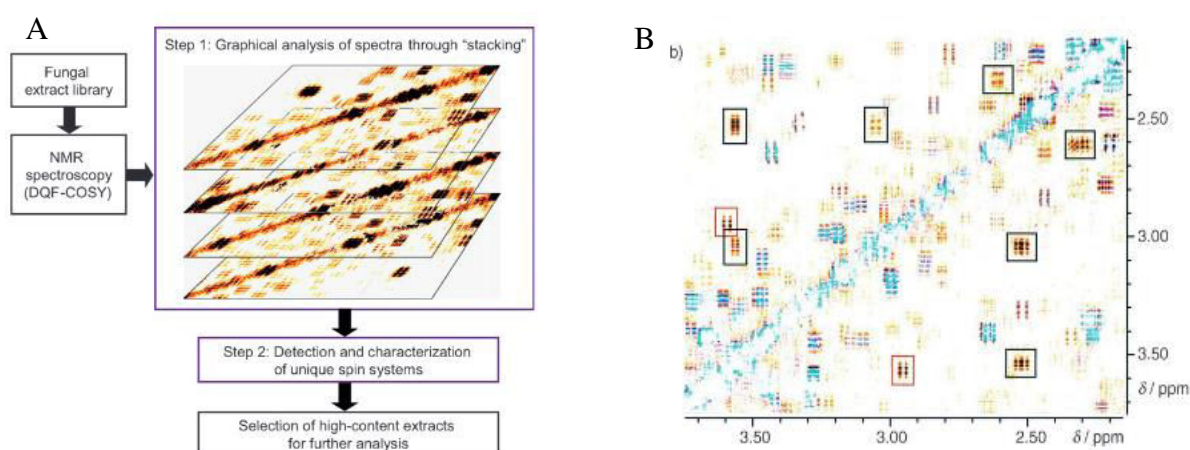 A
Fungal
extract library
NMR
spectroscopy
(DQF-COSY)
Step 1: Graphical analysis of spectra through "stacking"
Step 2: Detection and characterization
of unique spin systems
Selection of high-content extracts
for further analysis
B
b)
2.50
3.00
3.50
δ / ppm
3.50
3.00
2.50
δ / ppm